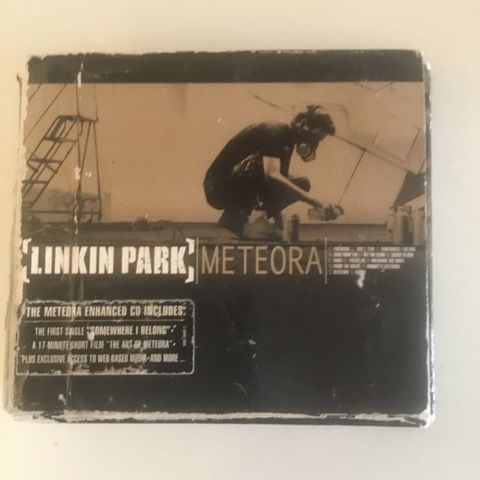 [LINKIN PARK]
METEORA
THE METEORA ENHANCED CD INCLUDES:
THE FIRST SINGLE "SOMEWHERE I BELONG"
A 17-MINUTE SHORT FILM "THE ART OF METEORA"
PLUS EXCLUSIVE ACCESS TO WEB-BASED MEDIA AND MORE ...